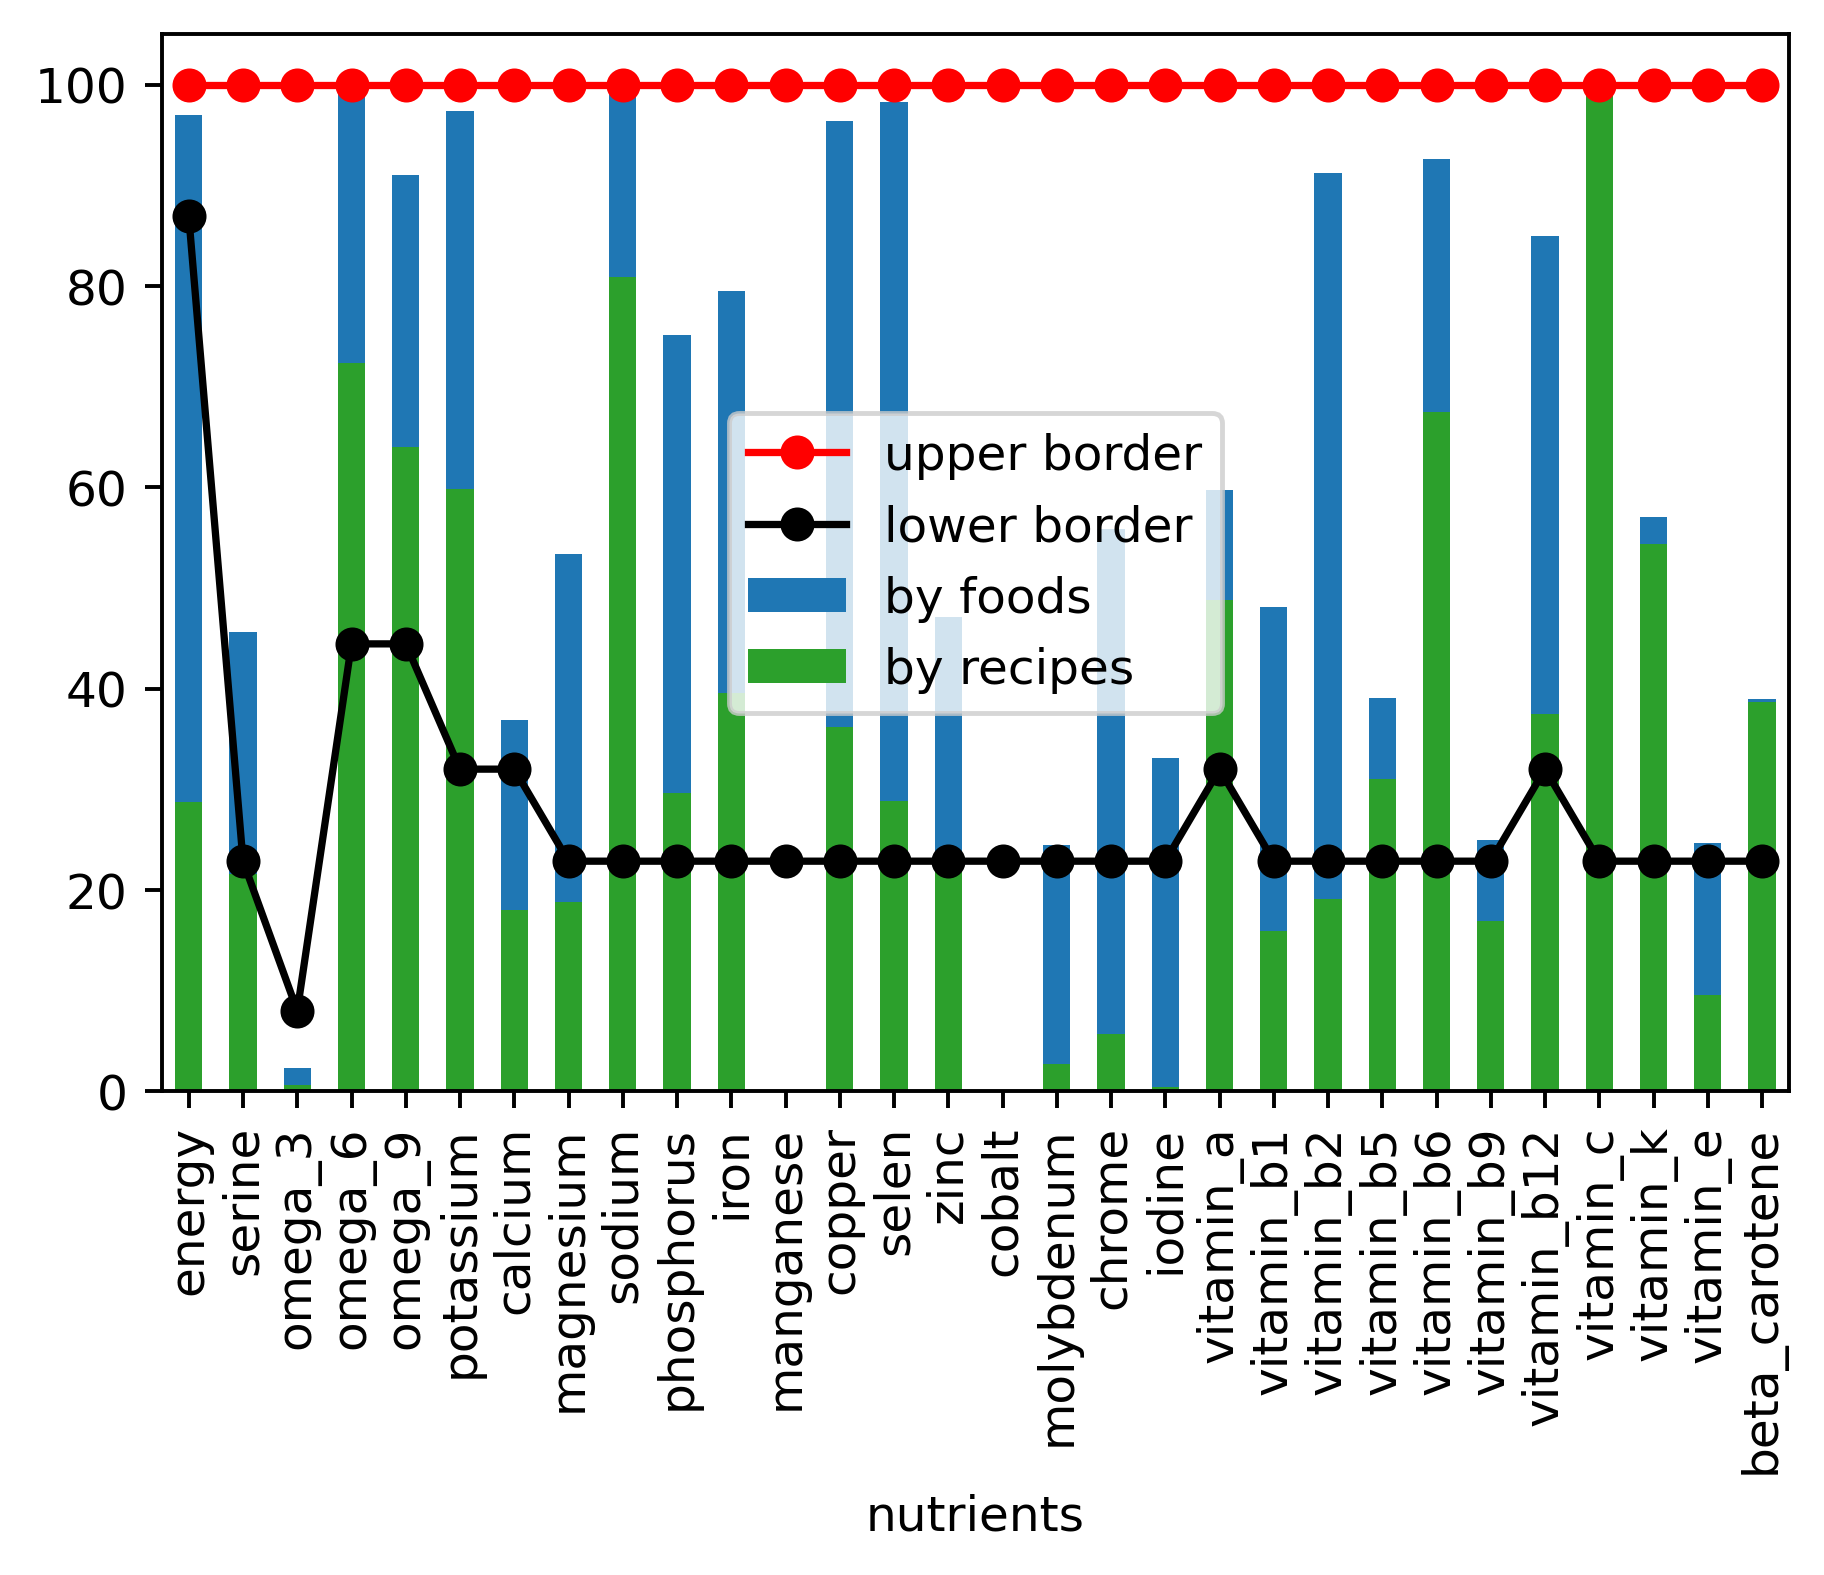 100
80
60
40
20
0
upper border
lower border
by foods
by recipes
energy
serine
omega_3
omega_6
omega_9
potassium
calcium
magnesium
sodium
phosphorus
iron
manganese
copper
selen
zinc
cobalt
molybdenum
chrome
iodine
vitamin_a
vitamin_b1
vitamin_b2
vitamin_b5
vitamin_b6
vitamin_b9
vitamin_b12
vitamin_c
vitamin_k
vitamin_e
beta_carotene
nutrients